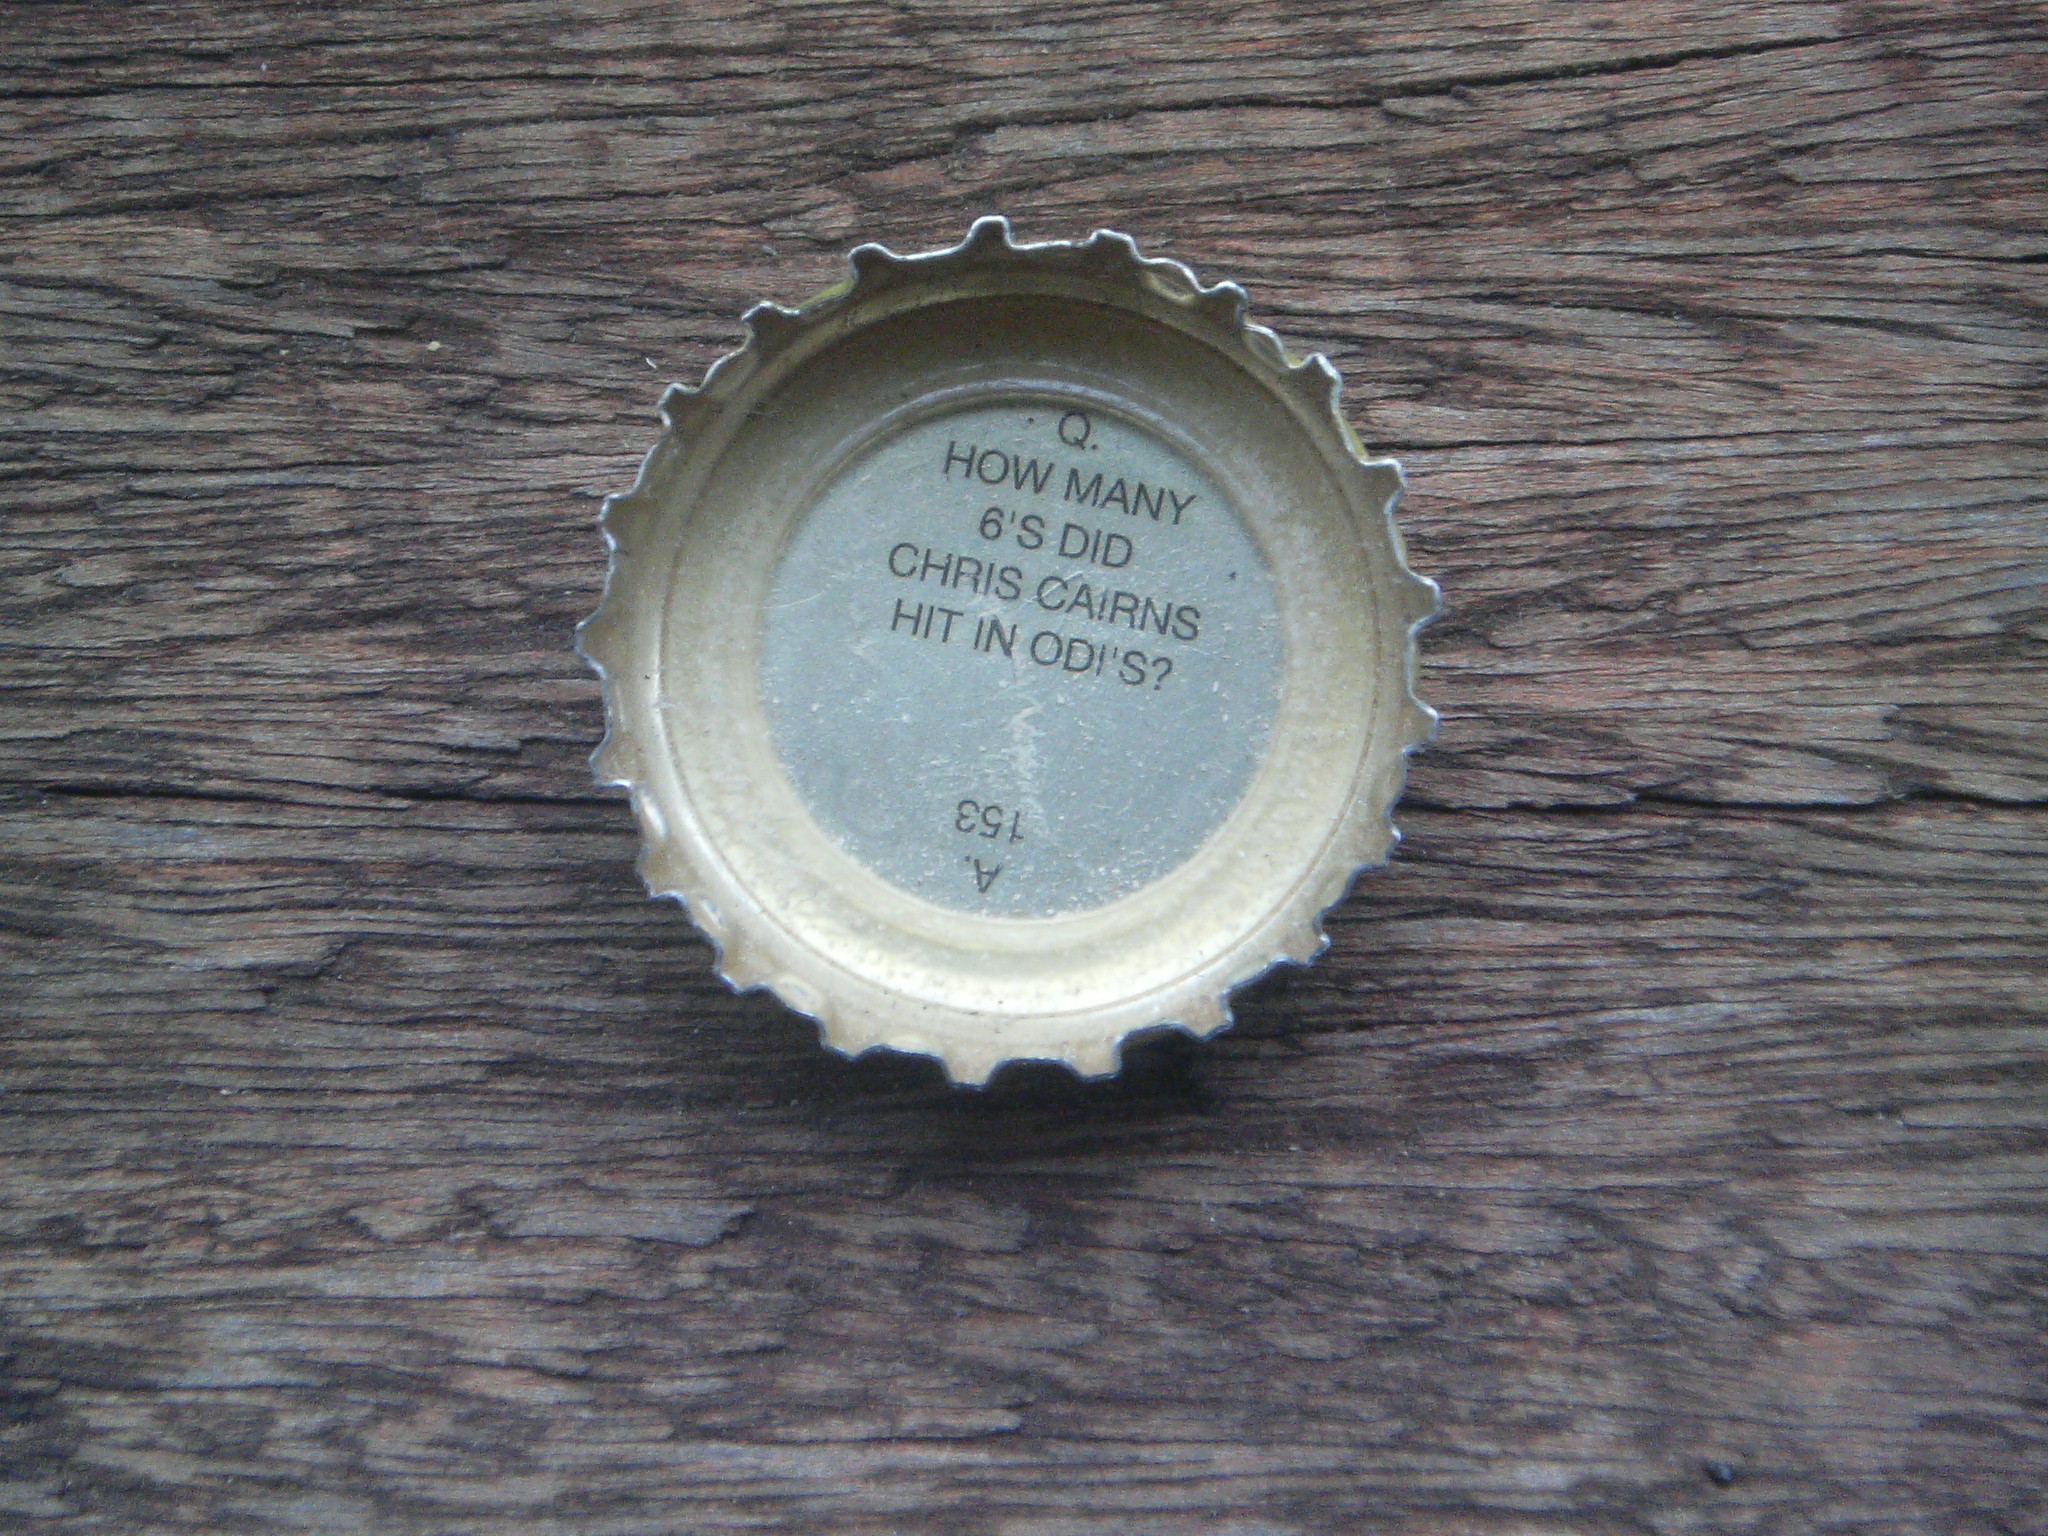 Q.
HOW MANY
6'S DID
CHRIS CAIRNS
HIT IN ODI'S?
A.
153